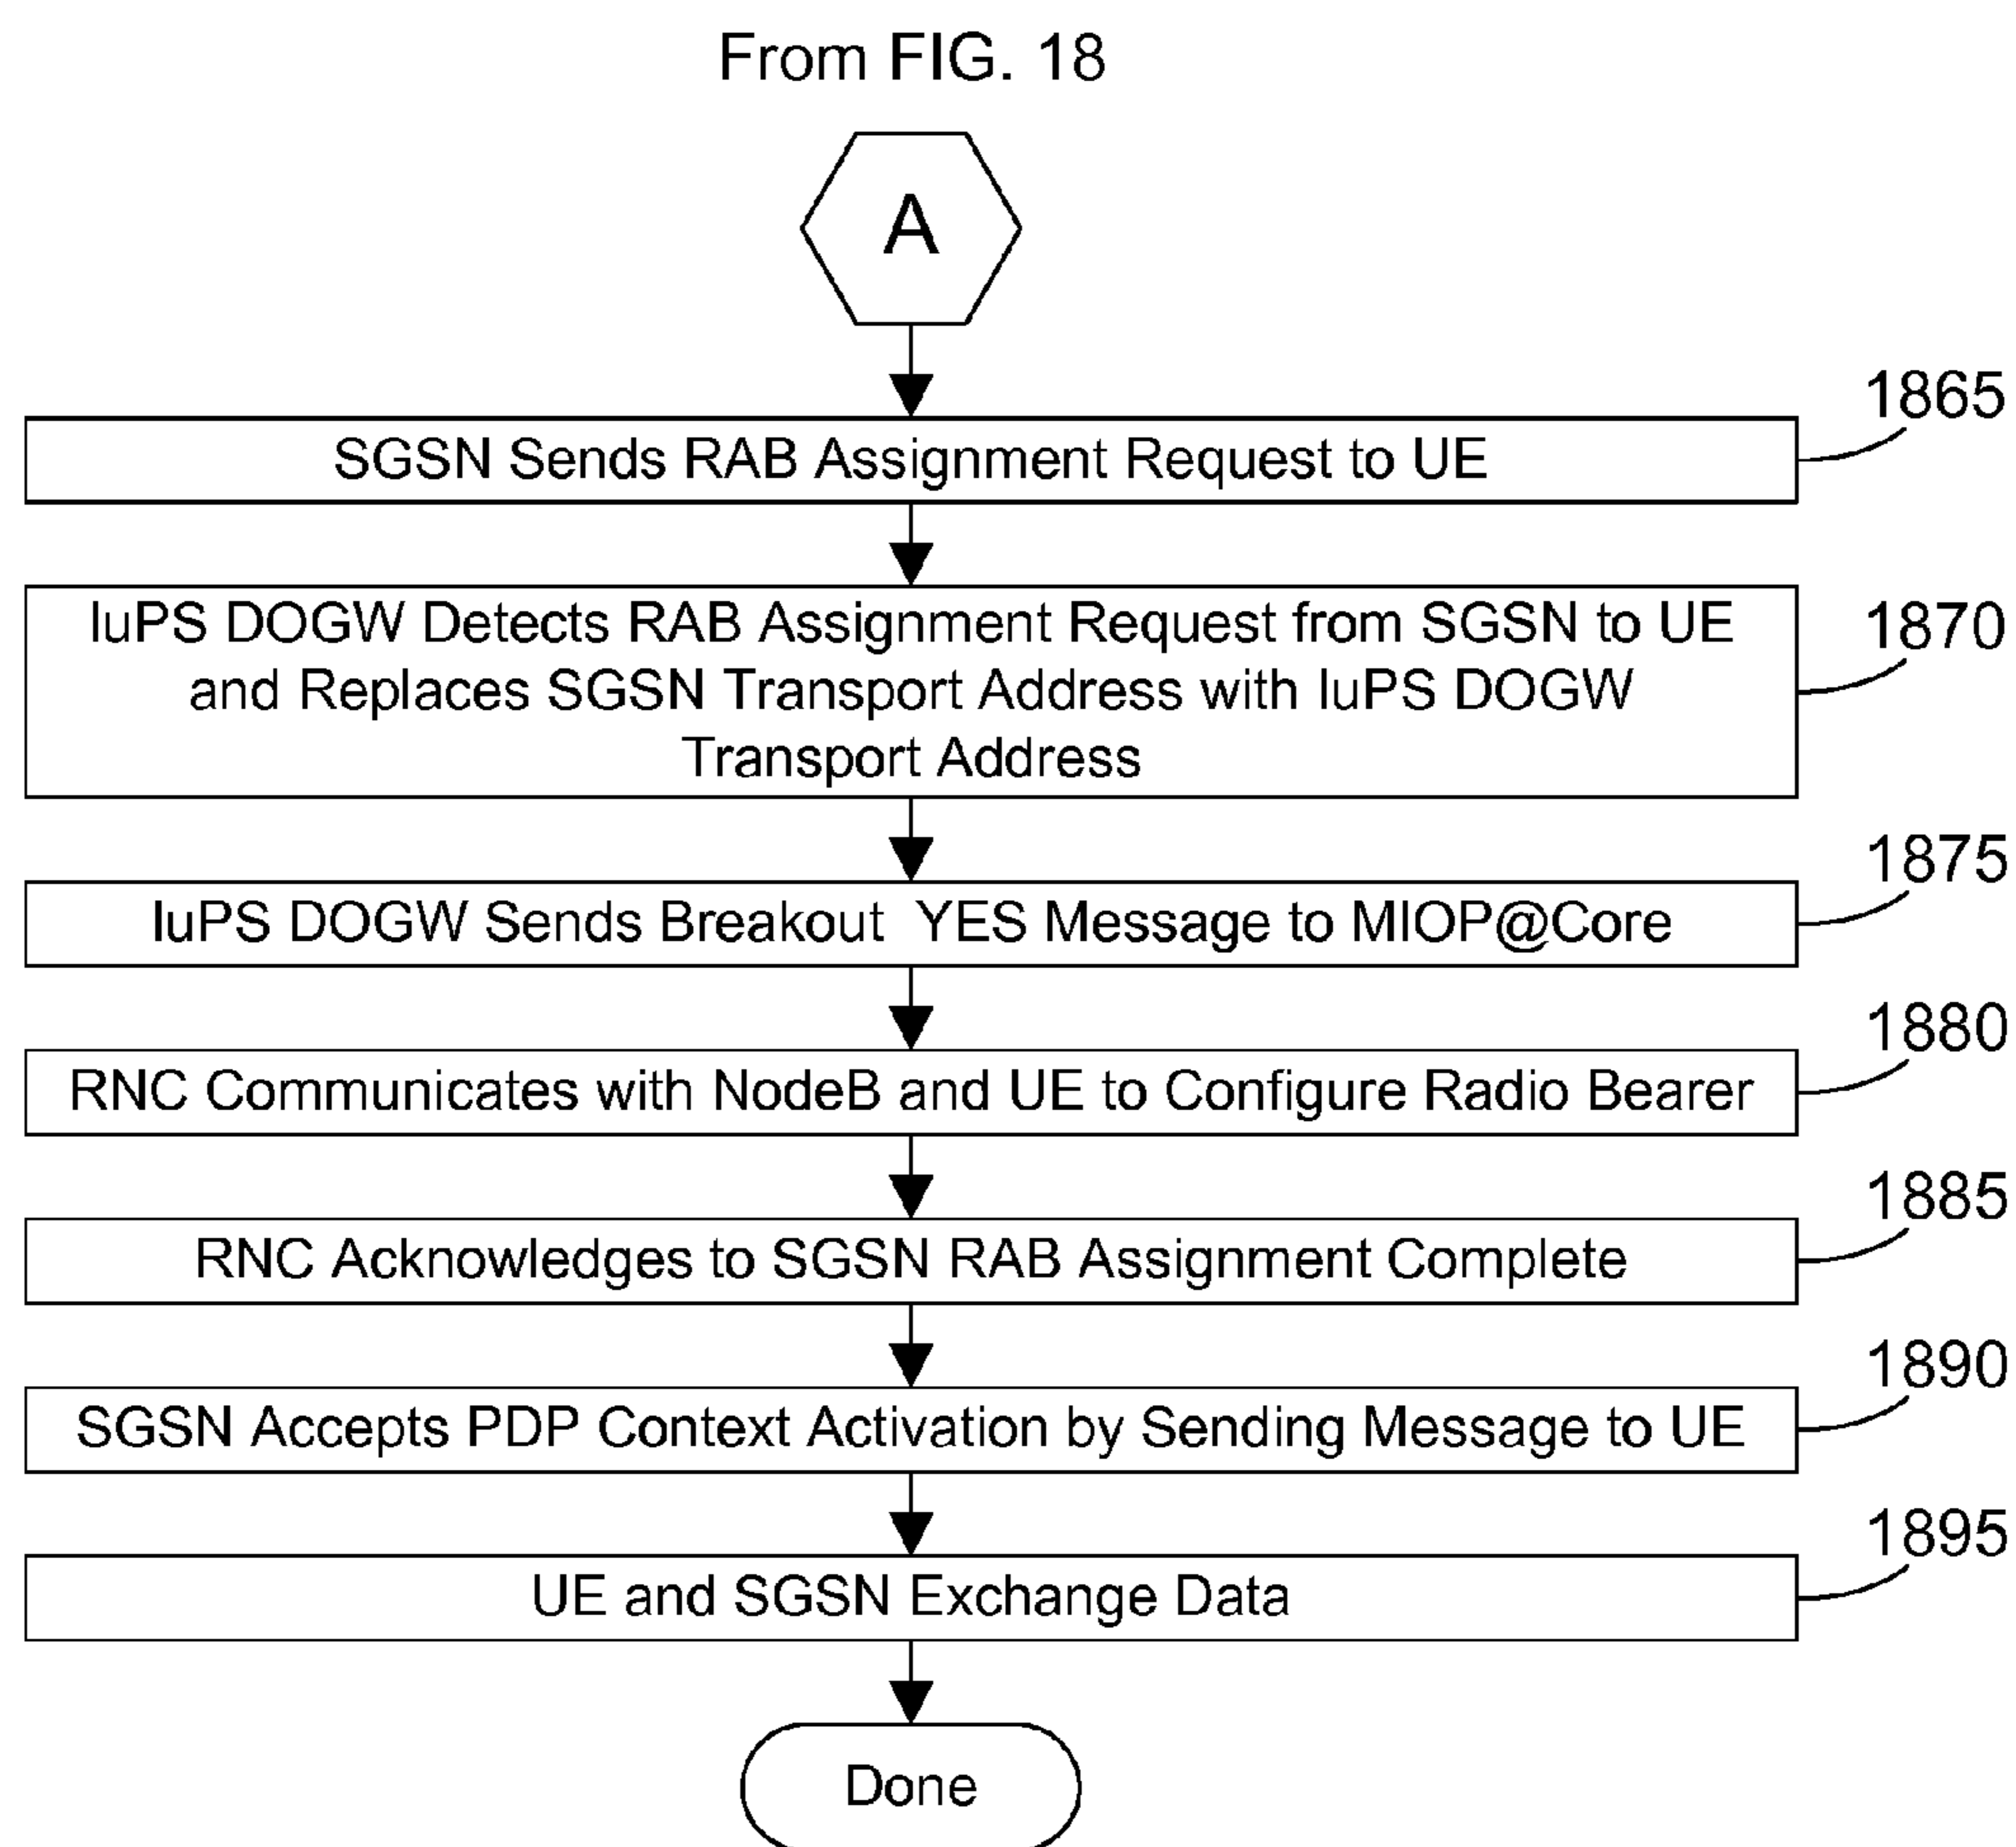 From FIG. 18
A
1865
SGSN Sends RAB Assignment Request to UE
1870
IuPS DOGW Detects RAB Assignment Request from SGSN to UE
and Replaces SGSN Transport Address with IuPS DOGW
Transport Address
1875
IuPS DOGW Sends Breakout YES Message to MIOP@Core
1880
RNC Communicates with NodeB and UE to Configure Radio Bearer
1885
RNC Acknowledges to SGSN RAB Assignment Complete
1890
SGSN Accepts PDP Context Activation by Sending Message to UE
1895
UE and SGSN Exchange Data
Done